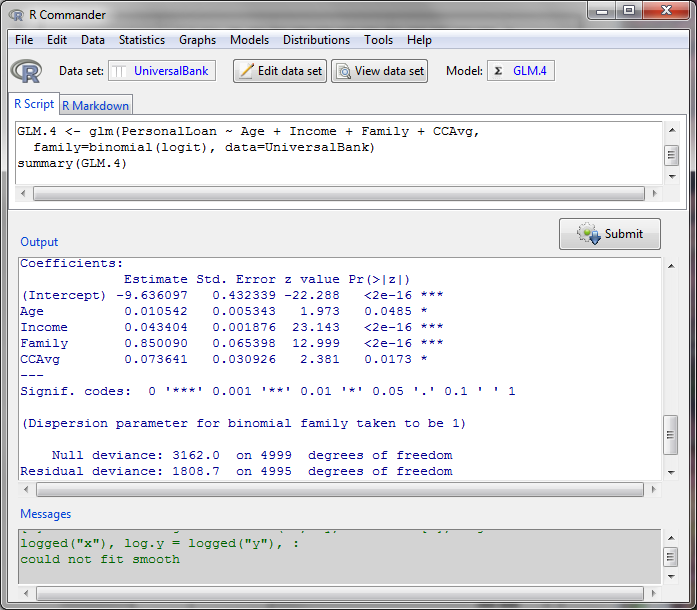 R Commander
File Edit Data Statistics Graphs Models Distributions Tools Help
R Data set: UniversalBank Edit data set View data set Model: Σ GLM.4
R Script R Markdown
GLM.4 <- glm(PersonalLoan ~ Age + Income + Family + CCAvg,
  family=binomial(logit), data=UniversalBank)
summary(GLM.4)
Submit
Output
Coefficients:
             Estimate Std. Error z value Pr(>|z|)
(Intercept) -9.636097   0.432339 -22.288   <2e-16 ***
Age          0.010542   0.005343   1.973   0.0485 *
Income       0.043404   0.001876  23.143   <2e-16 ***
Family       0.850090   0.065398  12.999   <2e-16 ***
CCAvg        0.073641   0.030926   2.381   0.0173 *
---
Signif. codes:  0 '***' 0.001 '**' 0.01 '*' 0.05 '.' 0.1 ' ' 1
(Dispersion parameter for binomial family taken to be 1)
    Null deviance: 3162.0  on 4999  degrees of freedom
Residual deviance: 1808.7  on 4995  degrees of freedom
Messages
logged("x"), log.y = logged("y"), :
could not fit smooth